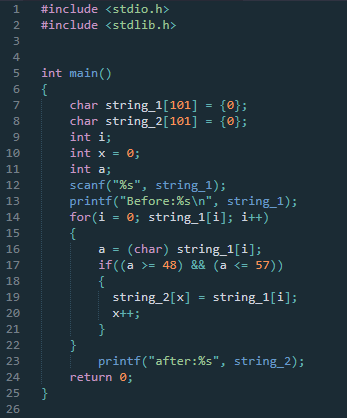 1 #include <stdio.h>
2 #include <stdlib.h>
3
4
5 int main()
6 {
7     char string_1[101] = {0};
8     char string_2[101] = {0};
9     int i;
10     int x = 0;
11     int a;
12     scanf("%s", string_1);
13     printf("Before:%s\n", string_1);
14     for(i = 0; string_1[i]; i++)
15     {
16         a = (char) string_1[i];
17         if((a >= 48) && (a <= 57))
18         {
19           string_2[x] = string_1[i];
20           x++;
21         }
22     }
23         printf("after:%s", string_2);
24     return 0;
25 }
26